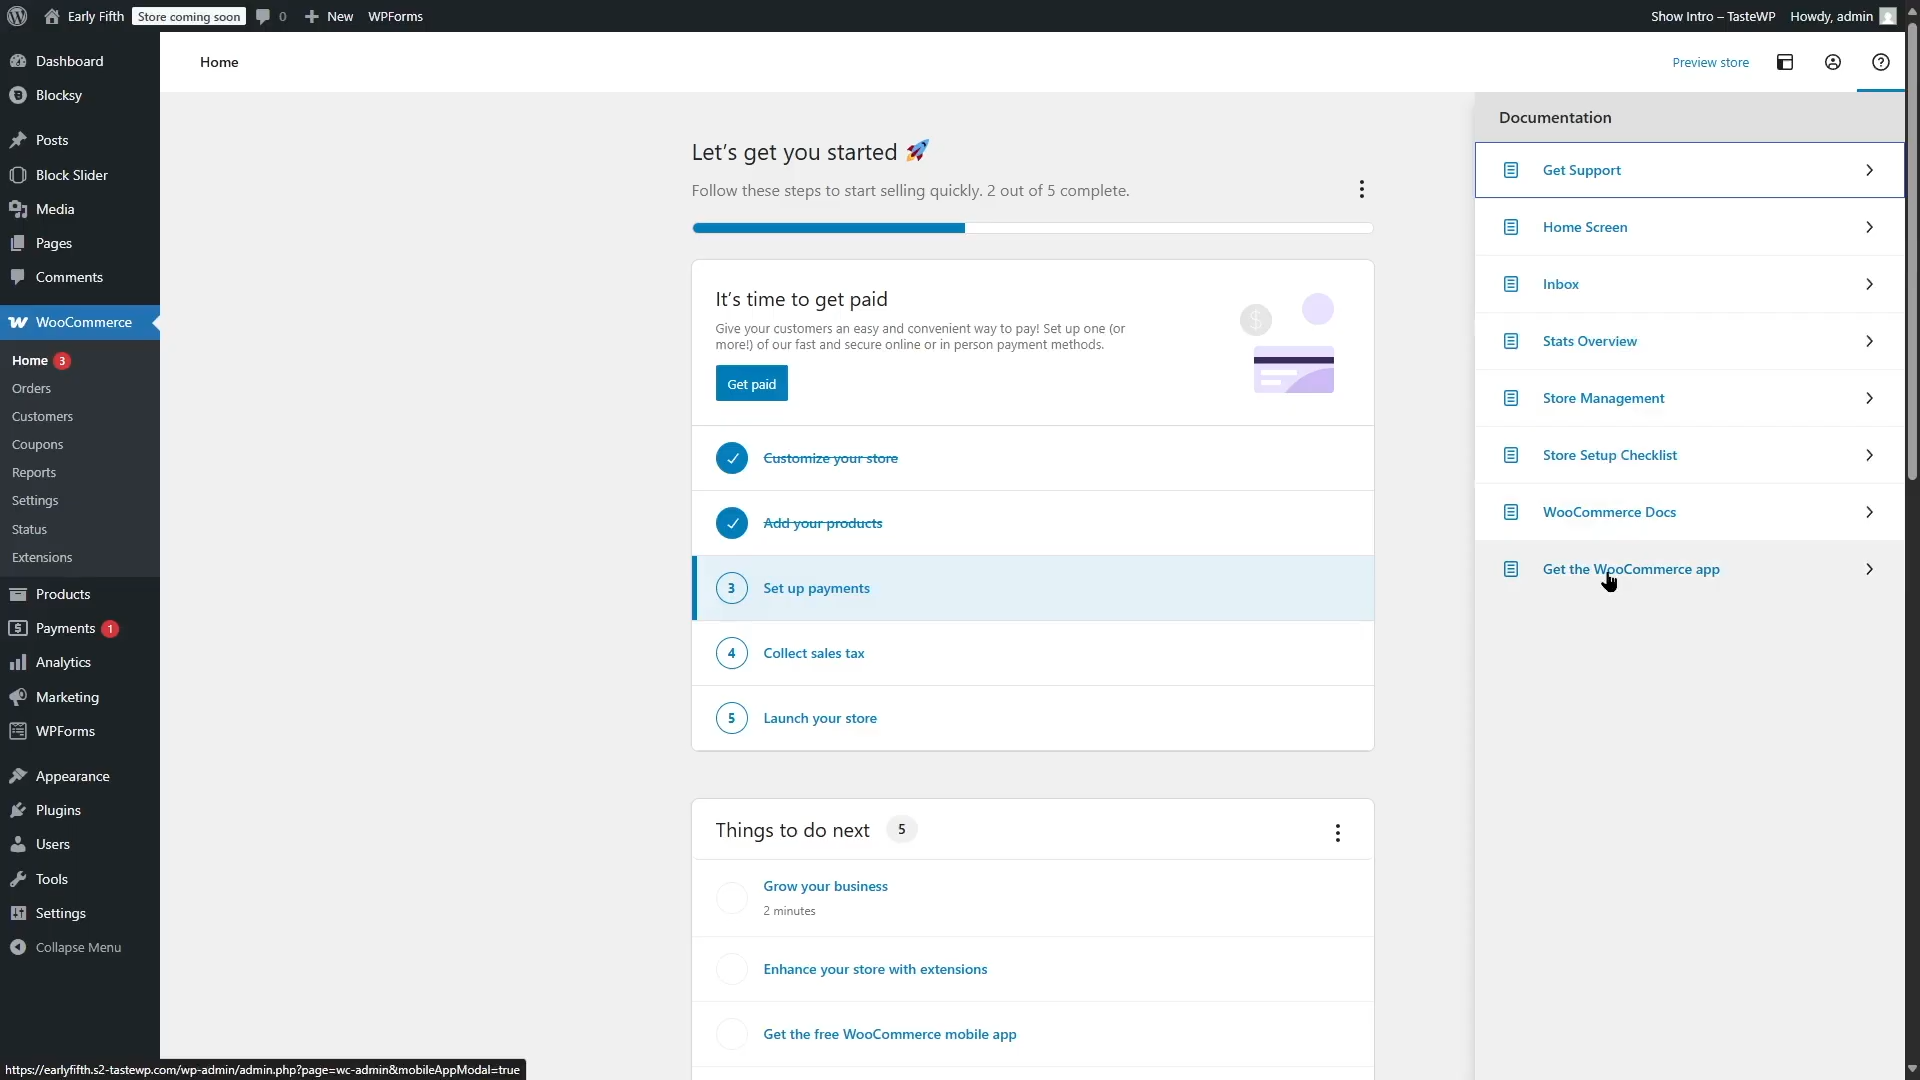 Early Fifth
Store coming soon
0
New
WPForms
Show Intro – TasteWP
Howdy, admin
Dashboard
Blocksy
Posts
Block Slider
Media
Pages
Comments
WooCommerce
Home 3
Orders
Customers
Coupons
Reports
Settings
Status
Extensions
Products
Payments 1
Analytics
Marketing
WPForms
Appearance
Plugins
Users
Tools
Settings
Collapse Menu
https://earlyfifth.s2-tastewp.com/wp-admin/admin.php?page=wc-admin&mobileAppModal=true
Home
Preview store
Let’s get you started 🚀
Follow these steps to start selling quickly. 2 out of 5 complete.
It’s time to get paid
Give your customers an easy and convenient way to pay! Set up one (or
more!) of our fast and secure online or in person payment methods.
Get paid
$
Customize your store
Add your products
3 Set up payments
4 Collect sales tax
5 Launch your store
Things to do next 5
Grow your business
2 minutes
Enhance your store with extensions
Get the free WooCommerce mobile app
Documentation
Get Support
Home Screen
Inbox
Stats Overview
Store Management
Store Setup Checklist
WooCommerce Docs
Get the WooCommerce app